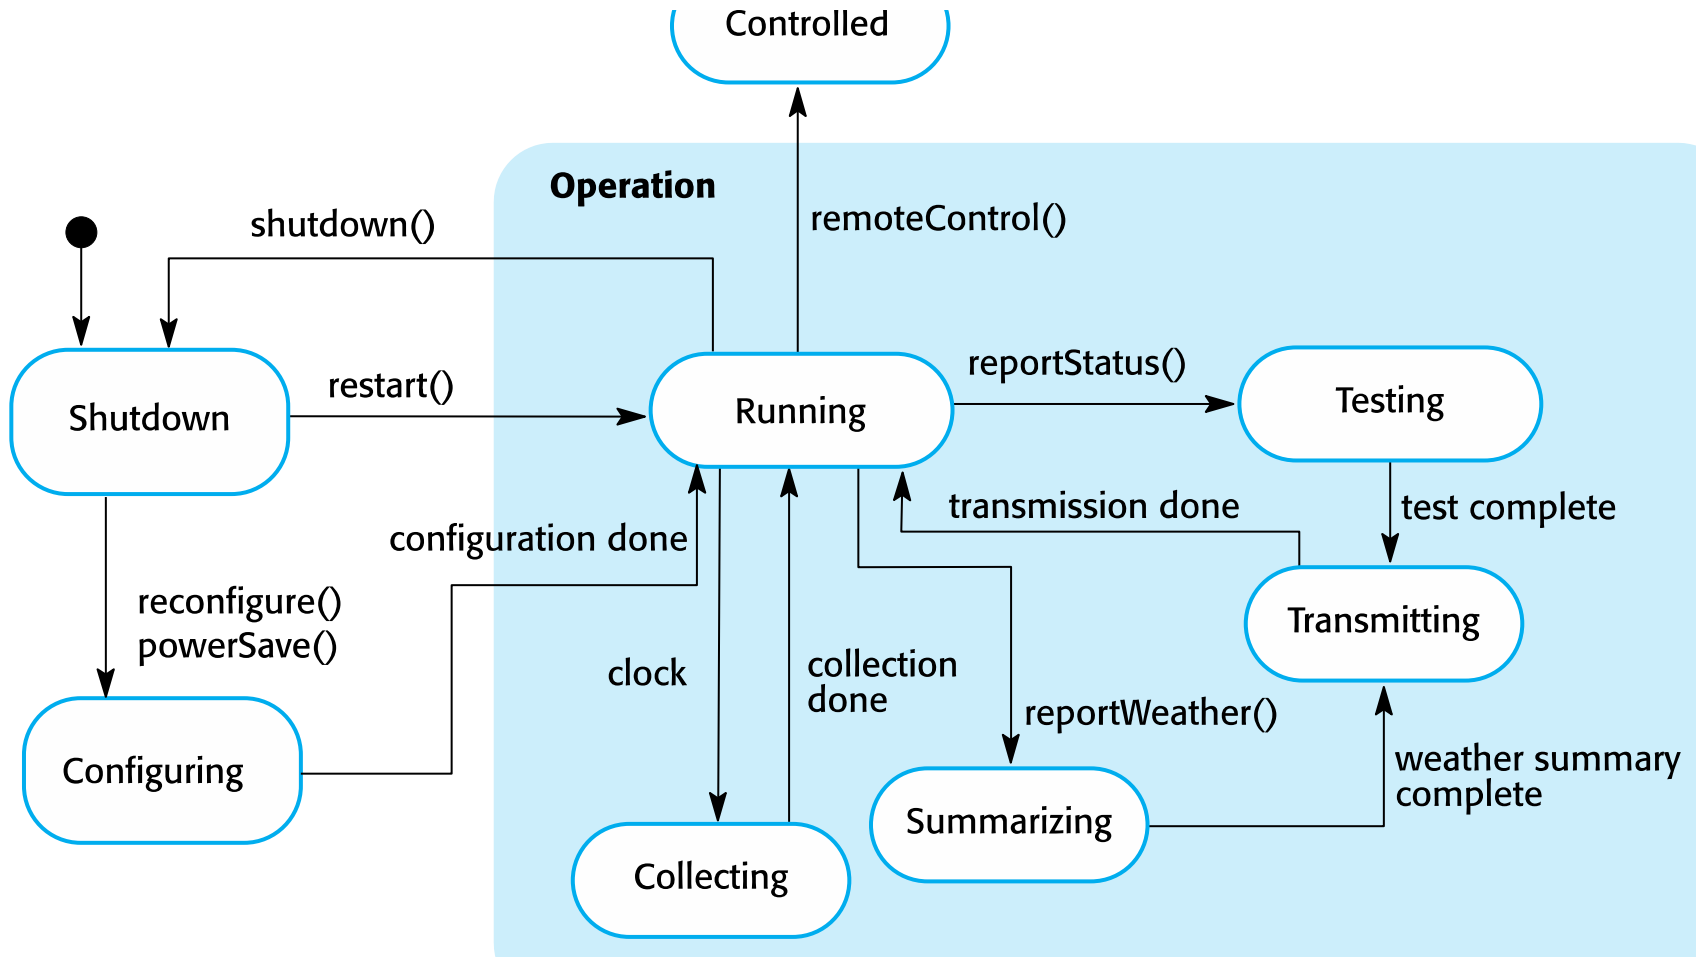 Controlled
Operation
shutdown()
remoteControl()
restart()
reportStatus()
Shutdown
Running
Testing
configuration done
transmission done
test complete
reconfigure()
powerSave()
clock
collection
done
Transmitting
reportWeather()
Configuring
Summarizing
weather summary
complete
Collecting